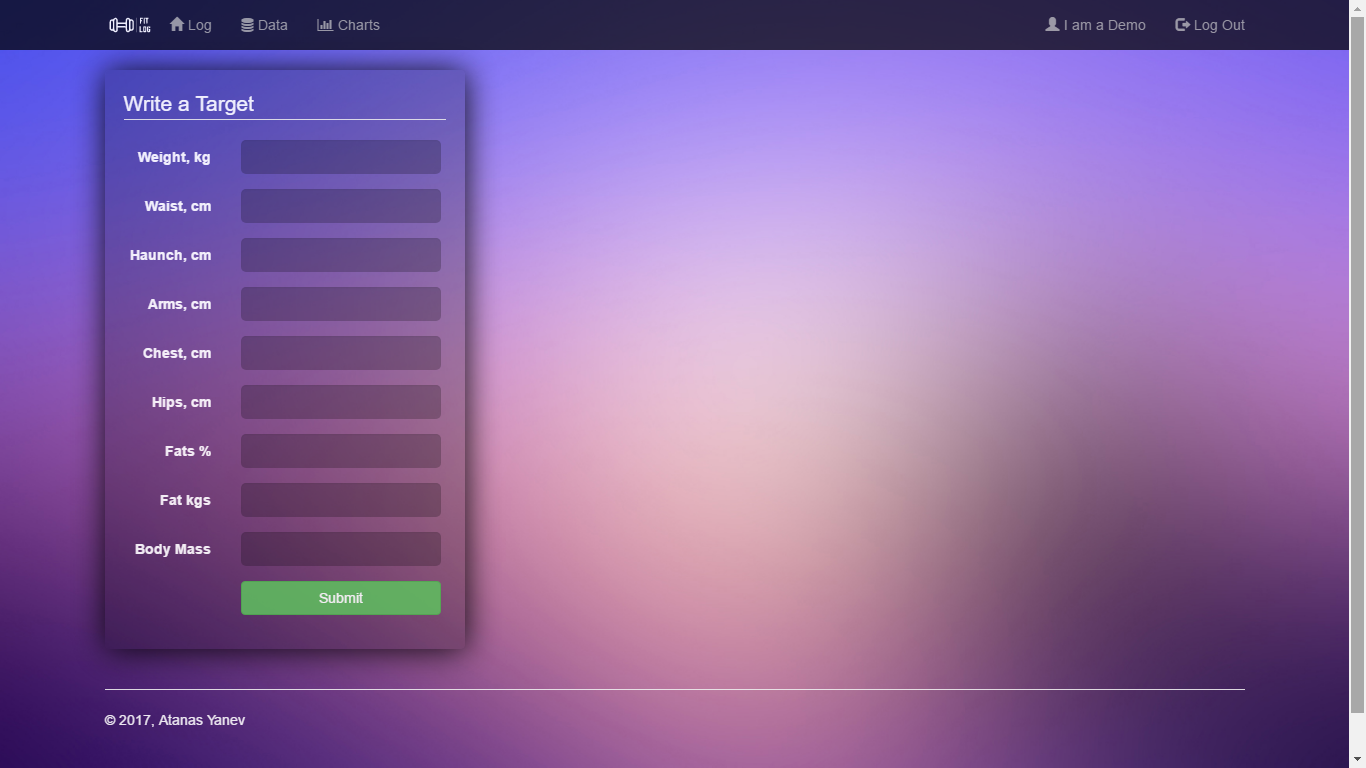 FIT LOG Log Data Charts I am a Demo Log Out
Write a Target
Weight, kg
Waist, cm
Haunch, cm
Arms, cm
Chest, cm
Hips, cm
Fats %
Fat kgs
Body Mass
Submit
© 2017, Atanas Yanev